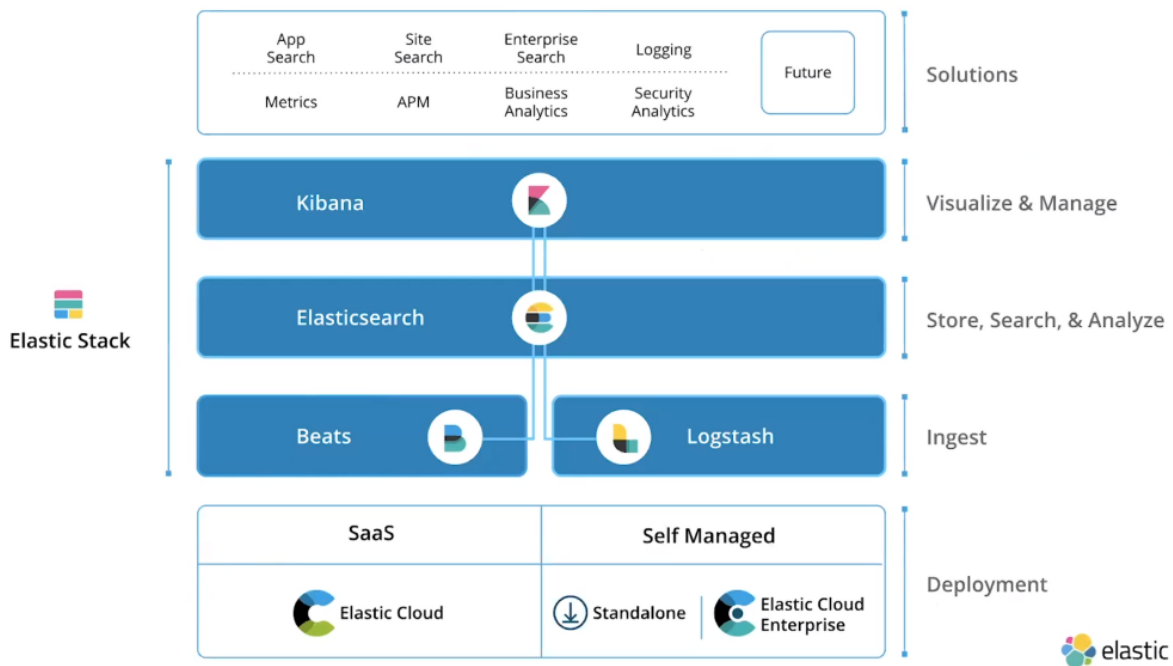 App
Search
Site
Search
Enterprise
Search
Logging
Future
Metrics
APM
Business
Analytics
Security
Analytics
Solutions
Kibana
Visualize & Manage
Elastic Stack
Elasticsearch
Store, Search, & Analyze
Beats
Logstash
Ingest
SaaS
Self Managed
Elastic Cloud
Standalone
Elastic Cloud
Enterprise
Deployment
elastic